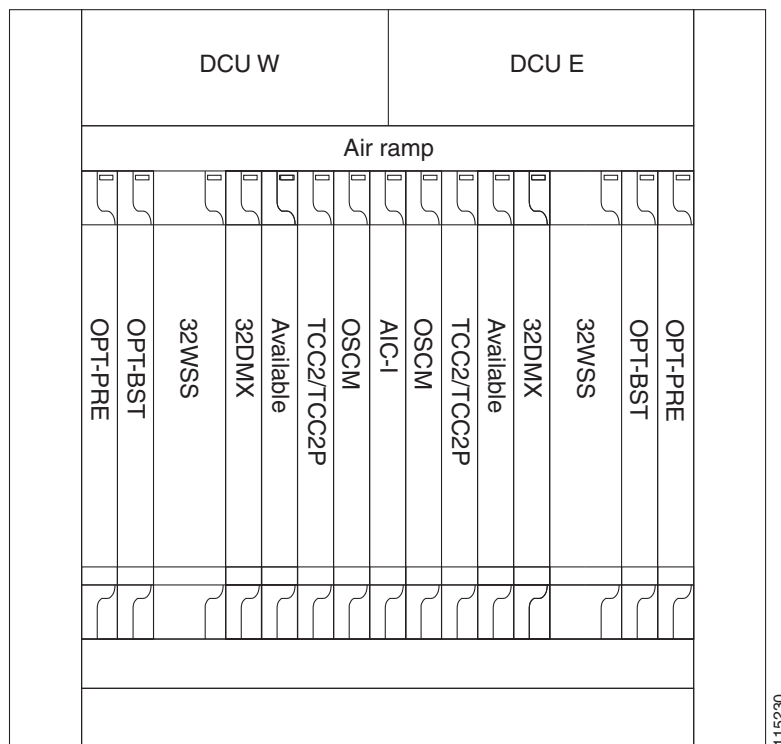 DCU W
DCU E
Air ramp
OPT-PRE
OPT-BST
32WSS
32DMX
Available
TCC2/TCC2P
OSCM
AIC-I
OSCM
TCC2/TCC2P
Available
32DMX
32WSS
OPT-BST
OPT-PRE
115230